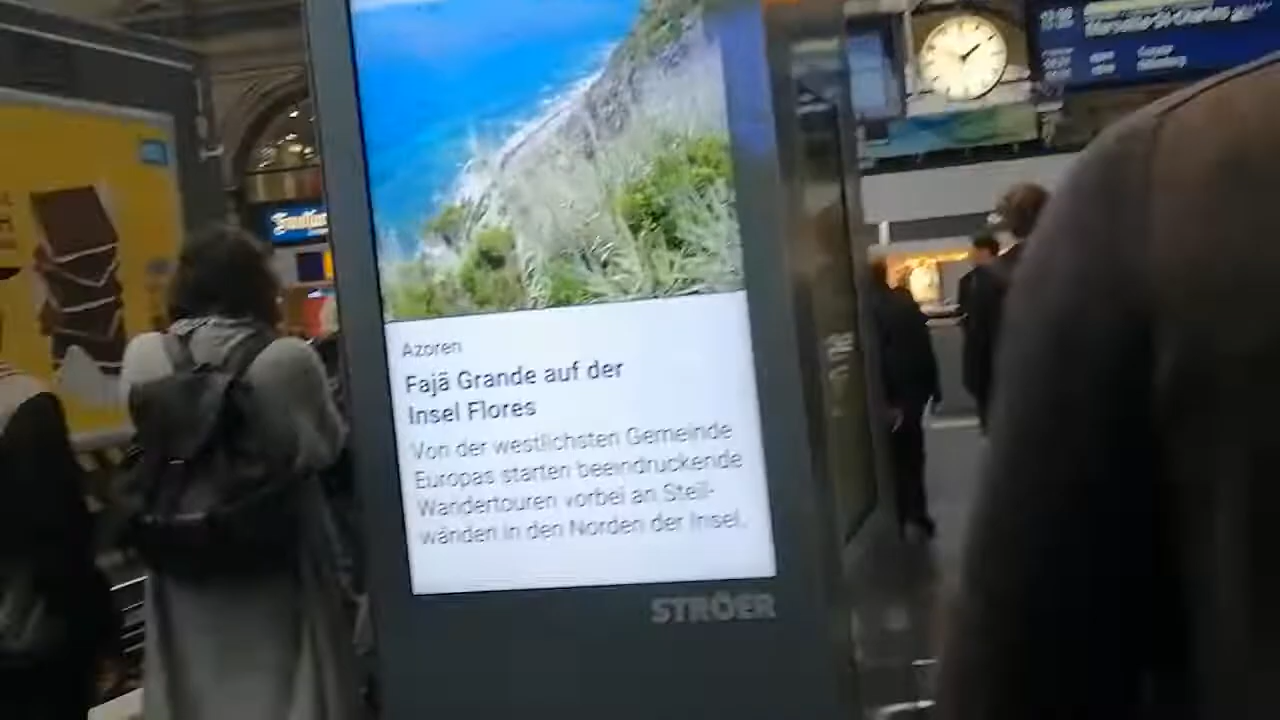 Azoren
Fajã Grande auf der
Insel Flores
Von der westlichsten Gemeinde
Europas starten beeindruckende
Wandertouren vorbei an Steil-
wänden in den Norden der Insel.
STRÖER